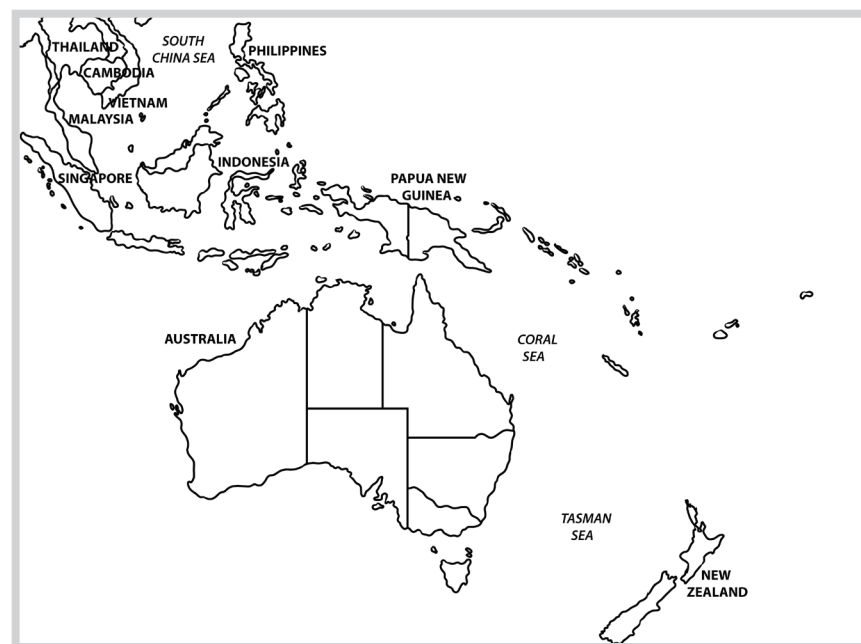 SOUTH
CHINA SEA
THAILAND
PHILIPPINES
CAMBODIA
VIETNAM
MALAYSIA
INDONESIA
SINGAPORE
PAPUA NEW
GUINEA
AUSTRALIA
CORAL
SEA
TASMAN
SEA
NEW
ZEALAND